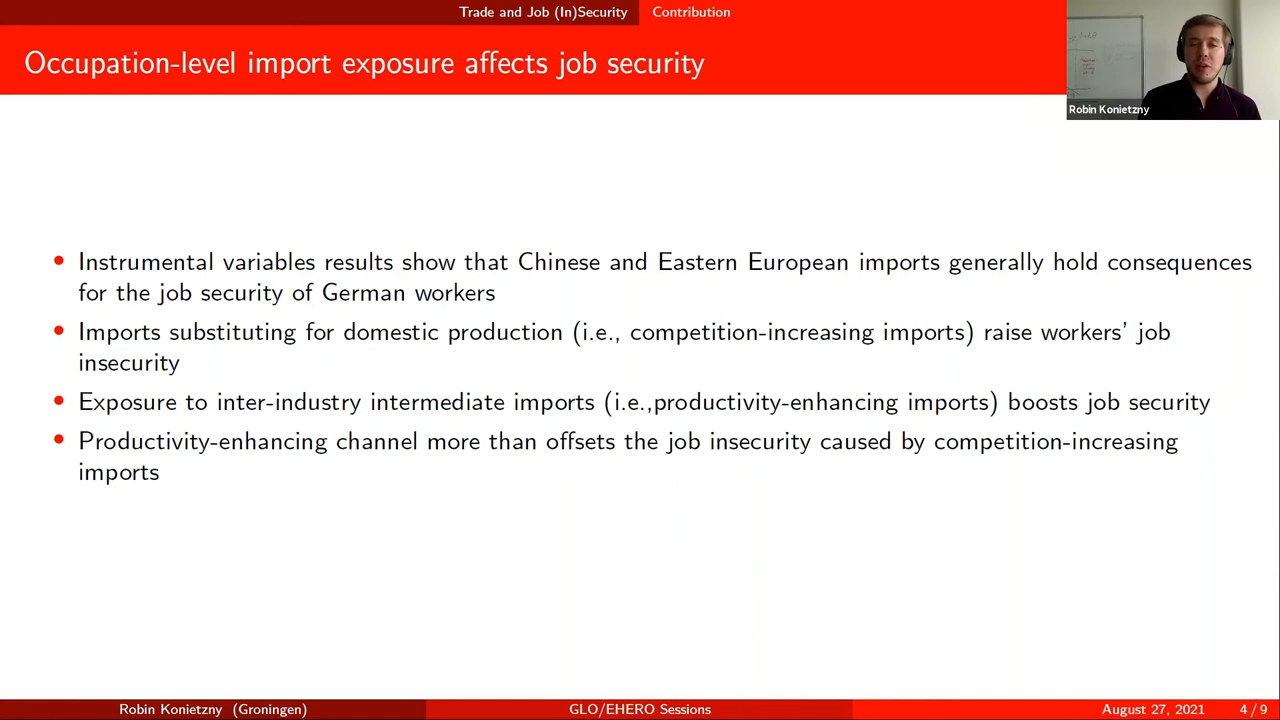 Trade and Job (In)Security Contribution
Occupation-level import exposure affects job security
Robin Konietzny
Instrumental variables results show that Chinese and Eastern European imports generally hold consequences
for the job security of German workers
Imports substituting for domestic production (i.e., competition-increasing imports) raise workers' job
insecurity
Exposure to inter-industry intermediate imports (i.e.,productivity-enhancing imports) boosts job security
Productivity-enhancing channel more than offsets the job insecurity caused by competition-increasing
imports
Robin Konietzny (Groningen) GLO/EHERO Sessions August 27, 2021 4 / 9